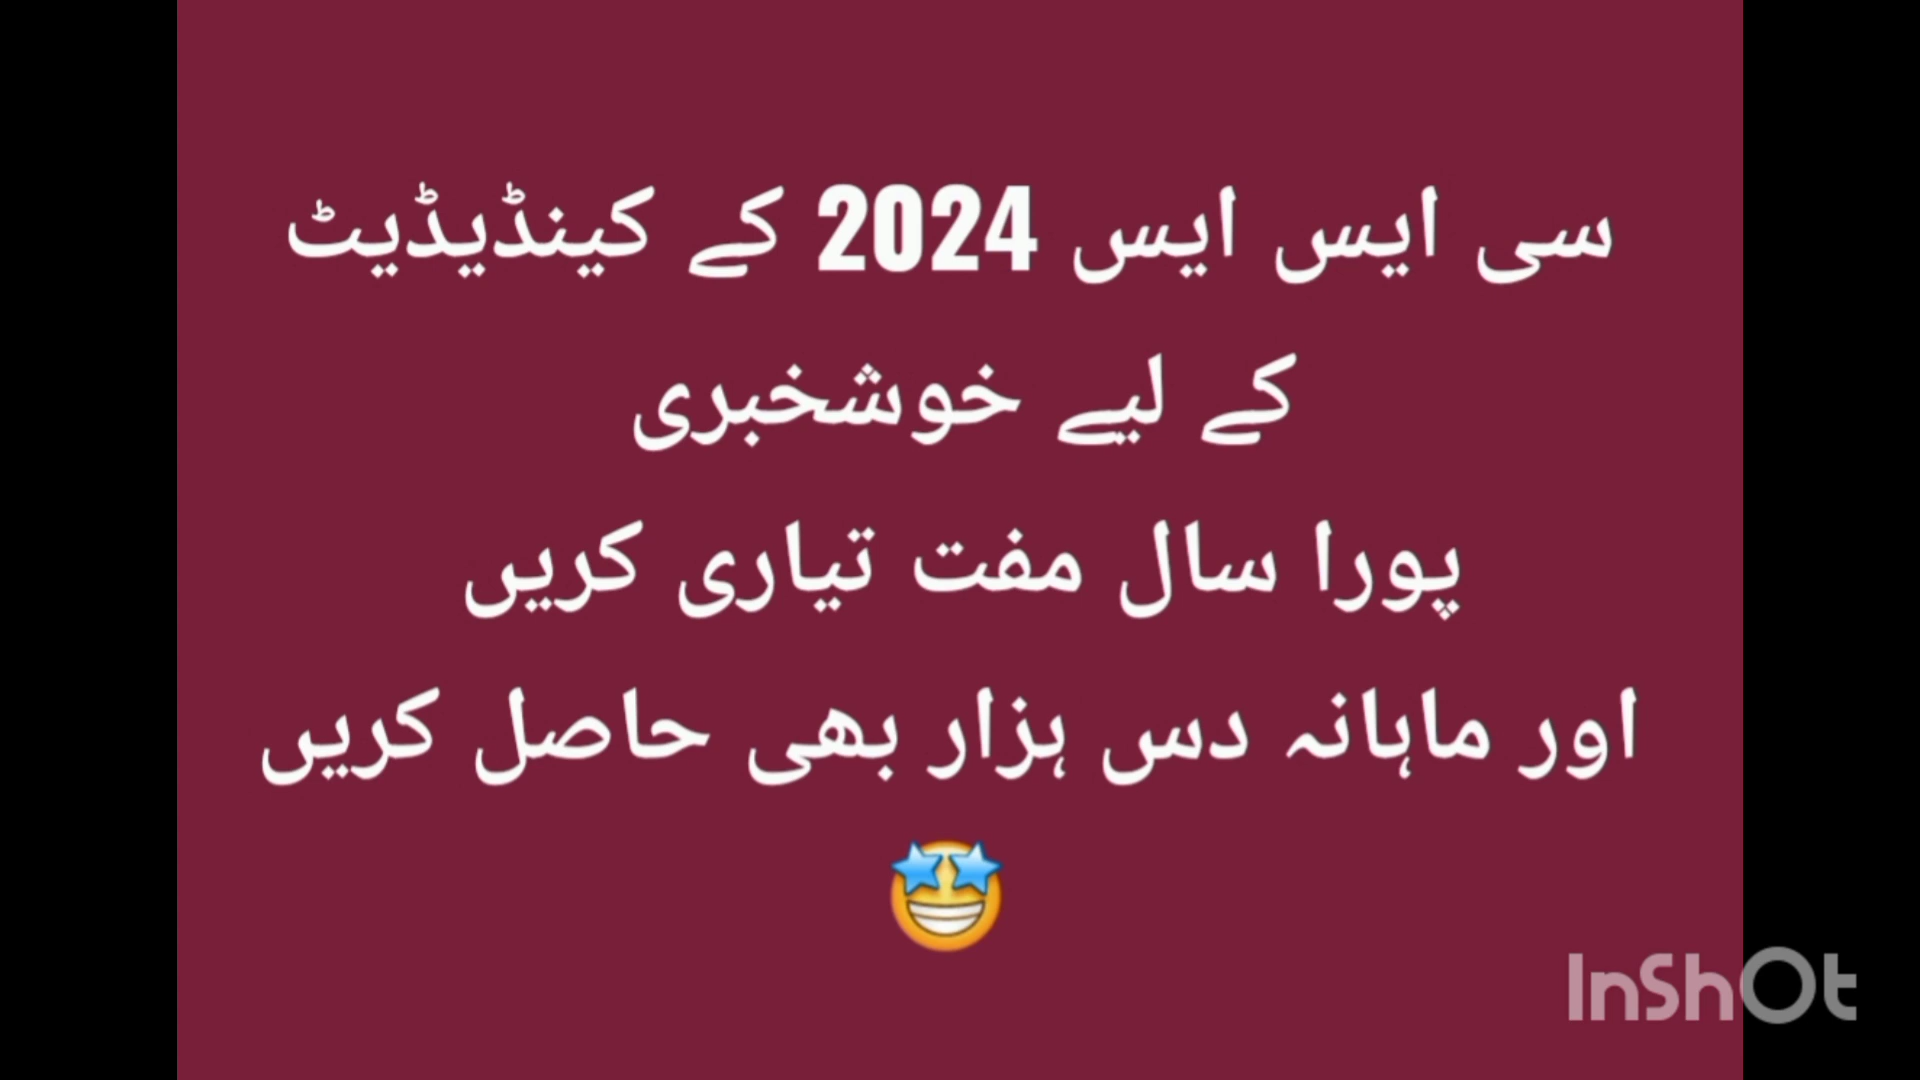 سی ایس ایس 2024 کے کینڈیڈیٹ
کے لیے خوشخبری
پورا سال مفت تیاری کریں
اور ماہانہ دس ہزار بھی حاصل کریں
🤩
InShOt